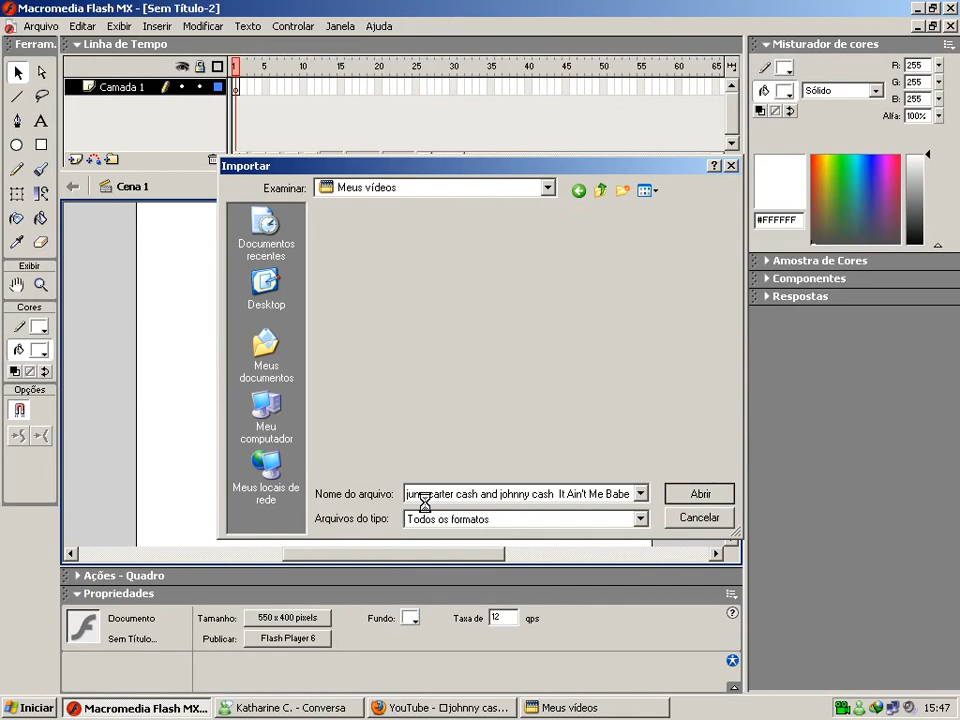 Macromedia Flash MX - [Sem Título-2]
Arquivo Editar Exibir Inserir Modificar Texto Controlar Janela Ajuda
Ferram.
Linha de Tempo
Misturador de cores
1 5 10 15 20 25 30 35 40 45 50 55 60 65
Camada 1
R: 255
G: 255
B: 255
Alfa: 100%
Sólido
#FFFFFF
Cena 1
Importar
Examinar: Meus vídeos
Documentos recentes
Desktop
Meus documentos
Meu computador
Meus locais de rede
Nome do arquivo: june carter cash and johnny cash It Ain't Me Babe
Abrir
Arquivos do tipo: Todos os formatos
Cancelar
Exibir
Cores
Opções
Amostra de Cores
Componentes
Respostas
Ações - Quadro
Propriedades
Documento
Tamanho: 550 x 400 pixels
Fundo:
Taxa de 12 qps
Sem Título...
Publicar: Flash Player 6
Iniciar
Macromedia Flash MX...
Katharine C. - Conversa
YouTube - johnny cas...
Meus vídeos
15:47